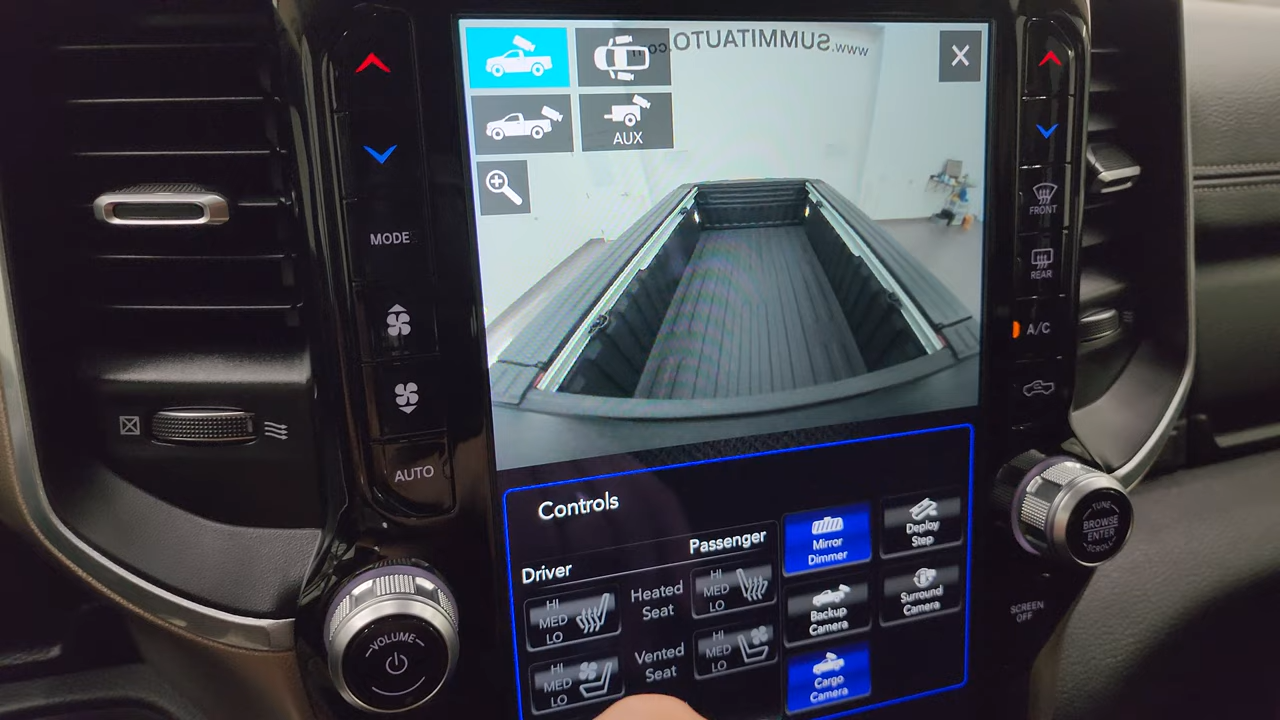 www.SUMMITAUTO.com
AUX
MODE
AUTO
VOLUME
FRONT
REAR
A/C
TUNE
BROWSE
ENTER
SCROLL
SCREEN
OFF
Controls
Driver
Passenger
HI
MED
LO
Heated
Seat
HI
MED
LO
HI
MED
LO
Vented
Seat
HI
MED
LO
Mirror
Dimmer
Deploy
Step
Backup
Camera
Surround
Camera
Cargo
Camera